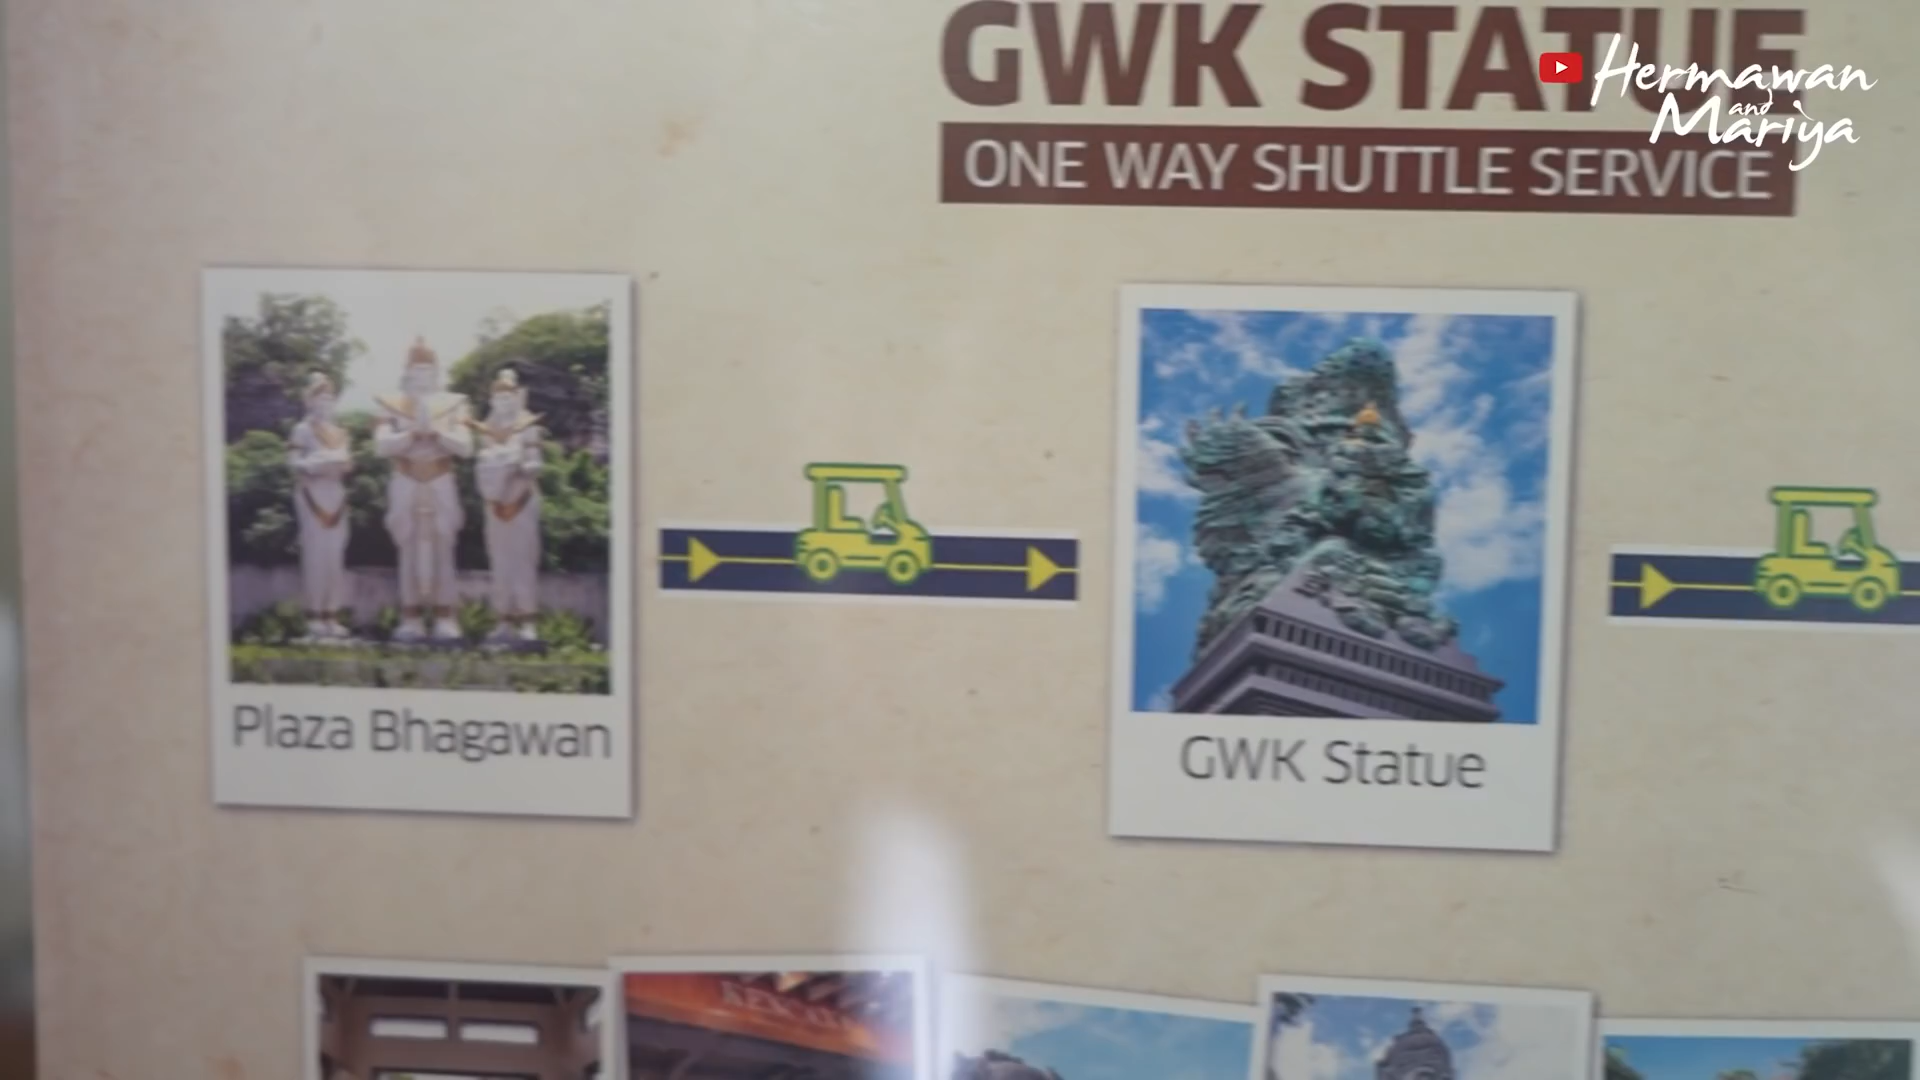 GWK STATUE
Hermawan
and
Mariya
ONE WAY SHUTTLE SERVICE
Plaza Bhagawan
GWK Statue